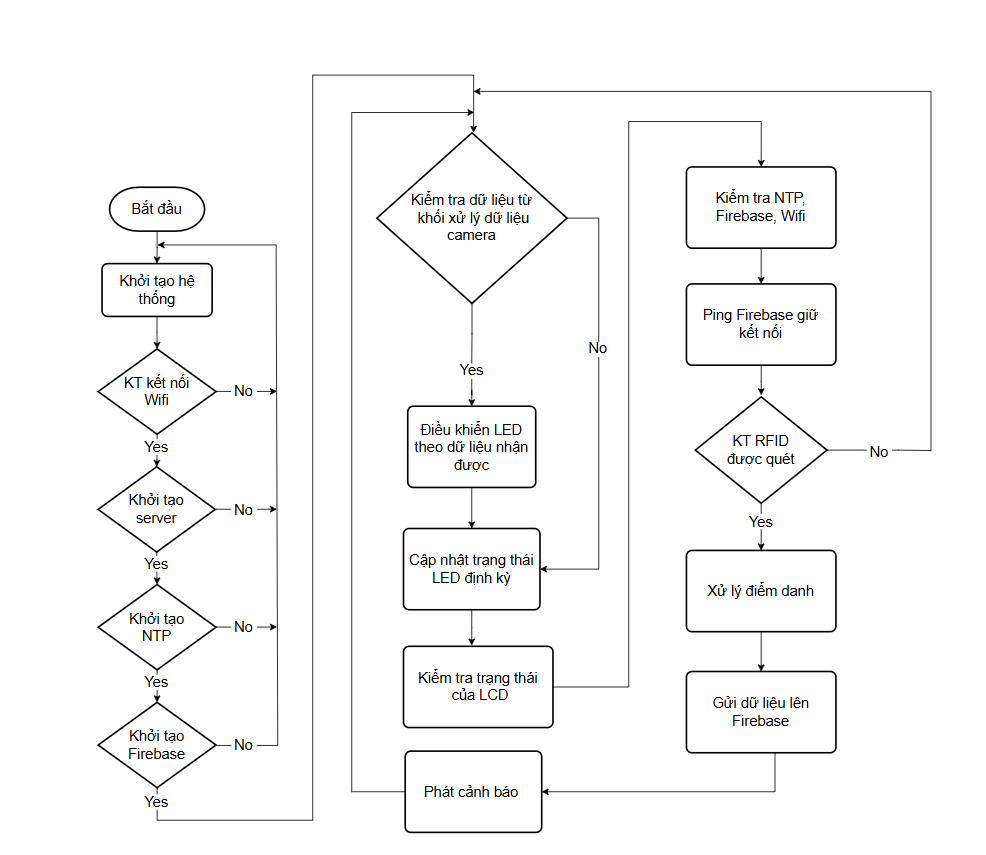 Bắt đầu
Khởi tạo hệ
thống
KT kết nối
Wifi
No
Yes
Khởi tạo
server
No
Yes
Khởi tạo
NTP
No
Yes
Khởi tạo
Firebase
No
Yes
Kiểm tra dữ liệu từ
khối xử lý dữ liệu
camera
No
Yes
Điều khiển LED
theo dữ liệu nhận
được
Cập nhật trạng thái
LED định kỳ
Kiểm tra trạng thái
của LCD
Kiểm tra NTP,
Firebase, Wifi
Ping Firebase giữ
kết nối
KT RFID
được quét
No
Yes
Xử lý điểm danh
Gửi dữ liệu lên
Firebase
Phát cảnh báo